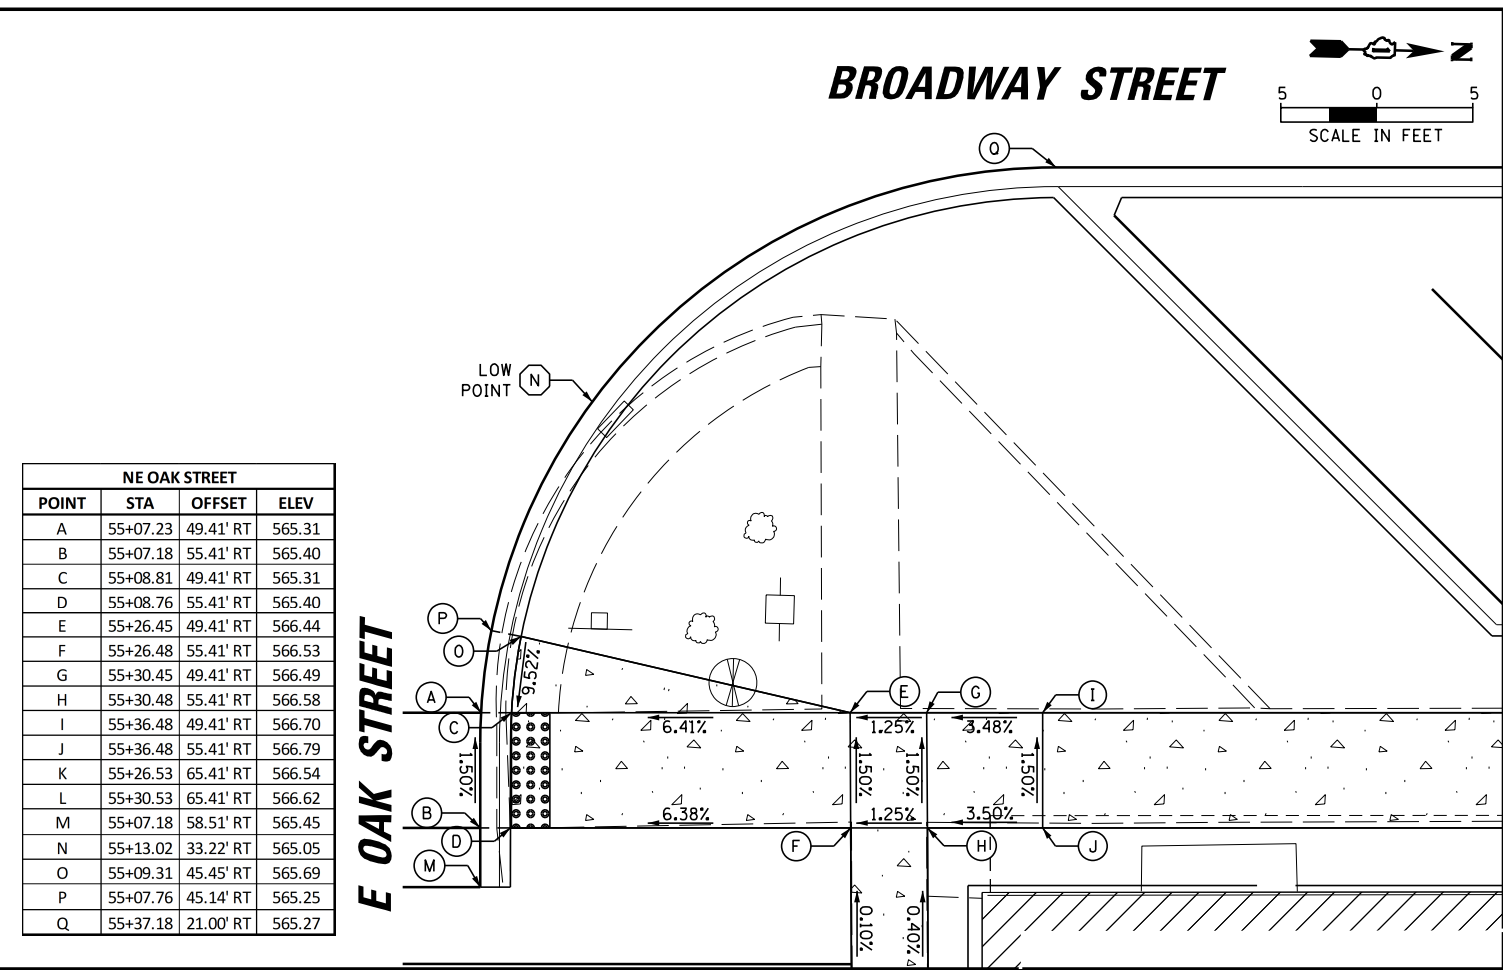 BROADWAY STREET
N
5 0 5
SCALE IN FEET
Q
LOW
POINT
N
NE OAK STREET
POINT STA OFFSET ELEV
A 55+07.23 49.41' RT 565.31
B 55+07.18 55.41' RT 565.40
C 55+08.81 49.41' RT 565.31
D 55+08.76 55.41' RT 565.40
E 55+26.45 49.41' RT 566.44
F 55+26.48 55.41' RT 566.53
G 55+30.45 49.41' RT 566.49
H 55+30.48 55.41' RT 566.58
I 55+36.48 49.41' RT 566.70
J 55+36.48 55.41' RT 566.79
K 55+26.53 65.41' RT 566.54
L 55+30.53 65.41' RT 566.62
M 55+07.18 58.51' RT 565.45
N 55+13.02 33.22' RT 565.05
O 55+09.31 45.45' RT 565.69
P 55+07.76 45.14' RT 565.25
Q 55+37.18 21.00' RT 565.27
E OAK STREET
P
O
9.52%
A
E
G
I
C
6.41%
1.25%
3.48%
1.50%
1.50%
1.50%
1.50%
B
6.38%
1.25%
3.50%
D
F
H
J
M
0.10%
0.40%